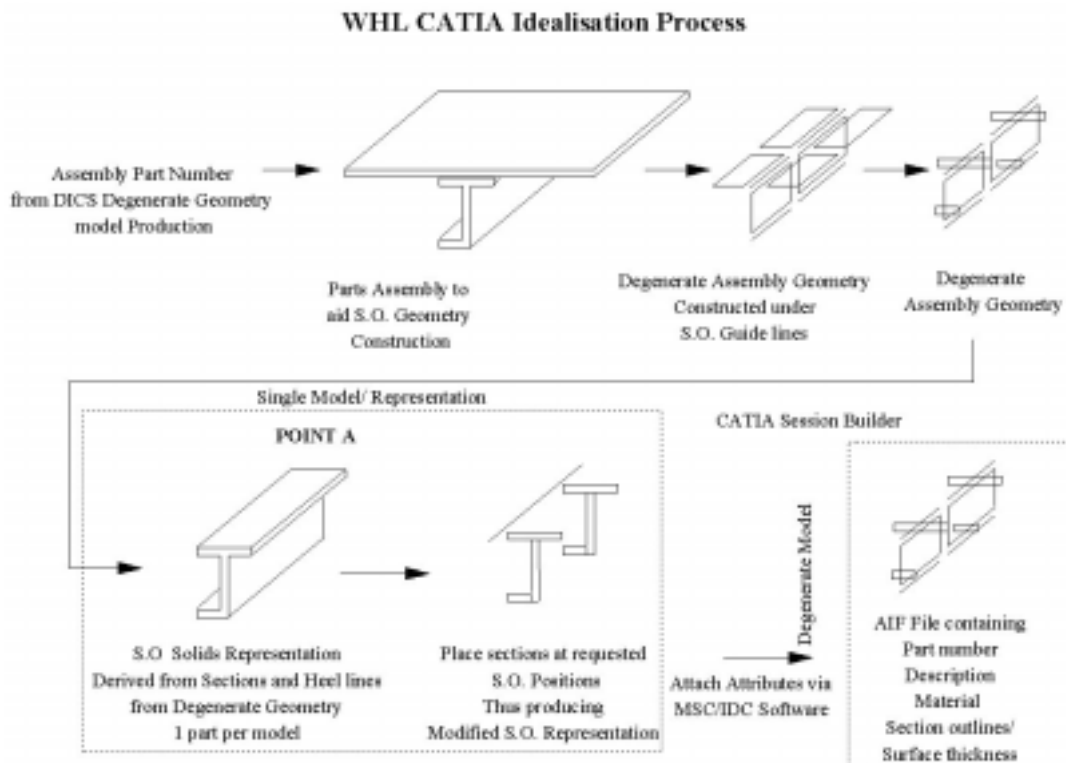 WHL CATIA Idealisation Process
Assembly Part Number
from DICS Degenerate Geometry
model Production
Parts Assembly to
aid S.O. Geometry
Construction
Degenerate Assembly Geometry
Constructed under
S.O. Guide lines
Degenerate
Assembly Geometry
Single Model/ Representation
POINT A
S.O Solids Representation
Derived from Sections and Heel lines
from Degenerate Geometry
1 part per model
Place sections at requested
S.O. Positions
Thus producing
Modified S.O. Representation
CATIA Session Builder
Degenerate Model
Attach Attributes via
MSC/IDC Software
AIF File containing
Part number
Description
Material
Section outlines/
Surface thickness